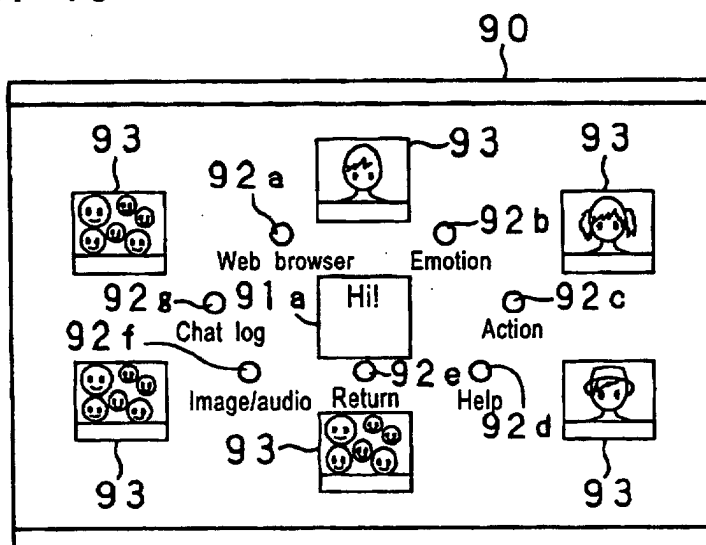 90
93 93 93
92a 92b
Web browser Emotion
92g 91a Hi! 92c
Chat log Action
92f 92e
Image/audio Return Help
93 92d
93 93